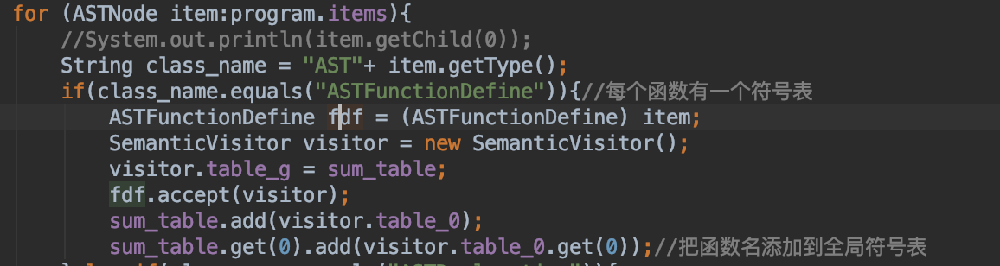 for (ASTNode item:program.items){
//System.out.println(item.getChild(0));
String class_name = "AST"+ item.getType();
if(class_name.equals("ASTFunctionDefine")){//每个函数有一个符号表
ASTFunctionDefine fdf = (ASTFunctionDefine) item;
SemanticVisitor visitor = new SemanticVisitor();
visitor.table_g = sum_table;
fdf.accept(visitor);
sum_table.add(visitor.table_0);
sum_table.get(0).add(visitor.table_0.get(0));//把函数名添加到全局符号表